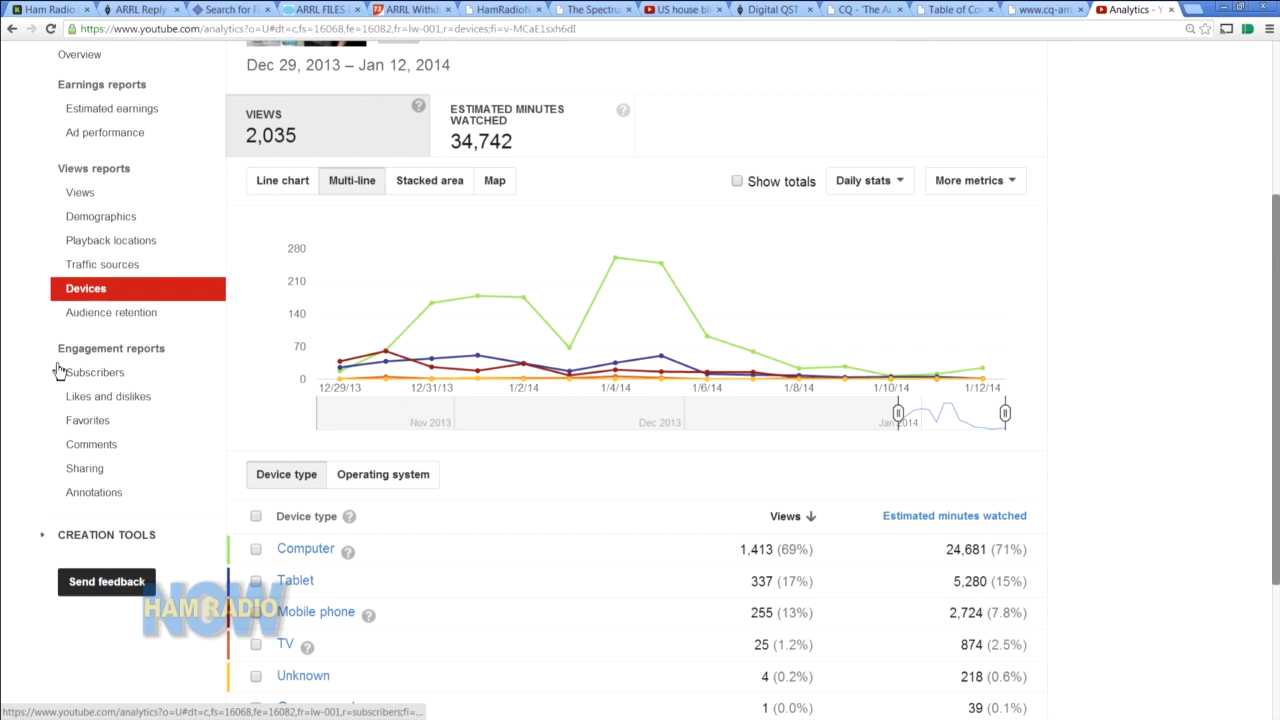 Ham Radio
ARRL Reply
Search for Fi
ARRL FILES
ARRL Witho
HamRadioN
The Spectru
US house bl
Digital QST
CQ - 'The A
Table of Co
www.cq-am
Analytics - Y
https://www.youtube.com/analytics?o=U#dt=c,fs=16068,fe=16082,fr=lw-001,r=devices;fi=v-MCaE1sxh6dI
Overview
Dec 29, 2013 – Jan 12, 2014
Earnings reports
Estimated earnings
Ad performance
VIEWS
2,035
ESTIMATED MINUTES
WATCHED
34,742
Views reports
Views
Demographics
Playback locations
Traffic sources
Devices
Audience retention
Engagement reports
Subscribers
Likes and dislikes
Favorites
Comments
Sharing
Annotations
CREATION TOOLS
Send feedback
Line chart
Multi-line
Stacked area
Map
Show totals
Daily stats
More metrics
280
210
140
70
0
12/29/13
12/31/13
1/2/14
1/4/14
1/6/14
1/8/14
1/10/14
1/12/14
Nov 2013
Dec 2013
Jan 2014
Device type
Operating system
Device type
Views
Estimated minutes watched
Computer
1,413 (69%)
24,681 (71%)
Tablet
337 (17%)
5,280 (15%)
Mobile phone
255 (13%)
2,724 (7.8%)
TV
25 (1.2%)
874 (2.5%)
Unknown
4 (0.2%)
218 (0.6%)
1 (0.0%)
39 (0.1%)
HAM RADIO
NOW
https://www.youtube.com/analytics?o=U#dt=c,fs=16068,fe=16082,fr=lw-001,r=subscribers;fi=...